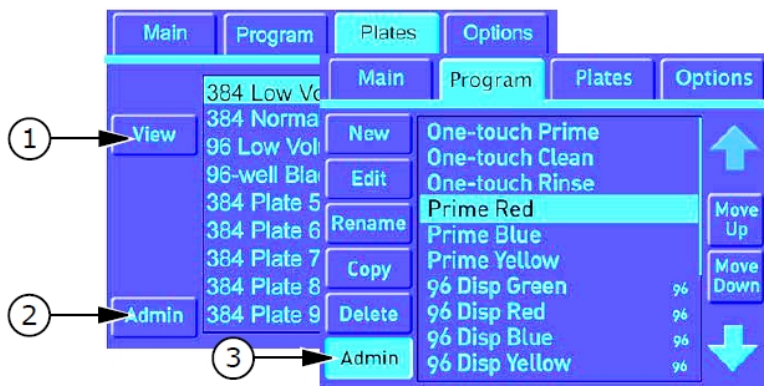 Main Program Plates Options
384 Low Vo
384 Norma
96 Low Vol
96-well Bla
384 Plate 5
384 Plate 6
384 Plate 7
384 Plate 8
384 Plate 9
View
Admin
1
2
3
Main Program Plates Options
New
Edit
Rename
Copy
Delete
Admin
One-touch Prime
One-touch Clean
One-touch Rinse
Prime Red
Prime Blue
Prime Yellow
96 Disp Green 96
96 Disp Red 96
96 Disp Blue 96
96 Disp Yellow 96
Move
Up
Move
Down